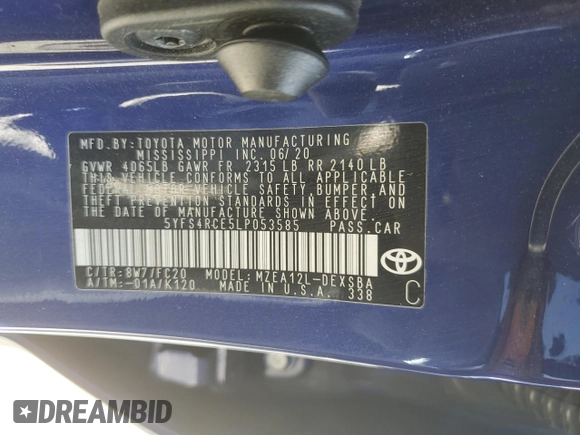 MFD.BY:TOYOTA MOTOR MANUFACTURING
MISSISSIPPI INC. 06/20
GVWR 4065LB GAWR FR 2315 LB RR 2140 LB
THIS VEHICLE CONFORMS TO ALL APPLICABLE
FEDERAL MOTOR VEHICLE SAFETY,BUMPER,AND
THEFT PREVENTION STANDARDS IN EFFECT ON
THE DATE OF MANUFACTURE SHOWN ABOVE.
5YFS4RCE5LP053585 PASS.CAR
C/TR:8W7/FC20 MODEL:MZEA12L-DEXSBA
A/TM:-01A/K120 MADE IN U.S.A. 338
C
DREAMBID